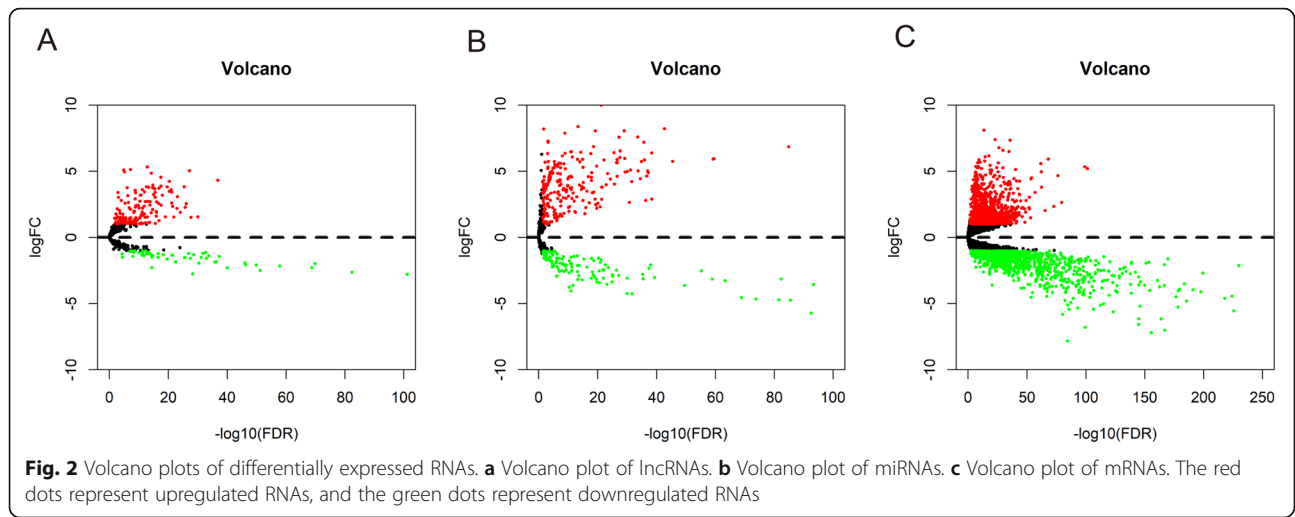 A
Volcano
10
5
0
-5
-10
logFC
0 20 40 60 80 100
-log10(FDR)
B
Volcano
10
5
0
-5
-10
logFC
0 20 40 60 80 100
-log10(FDR)
C
Volcano
10
5
0
-5
-10
logFC
0 50 100 150 200 250
-log10(FDR)
Fig. 2 Volcano plots of differentially expressed RNAs. a Volcano plot of lncRNAs. b Volcano plot of miRNAs. c Volcano plot of mRNAs. The red
dots represent upregulated RNAs, and the green dots represent downregulated RNAs